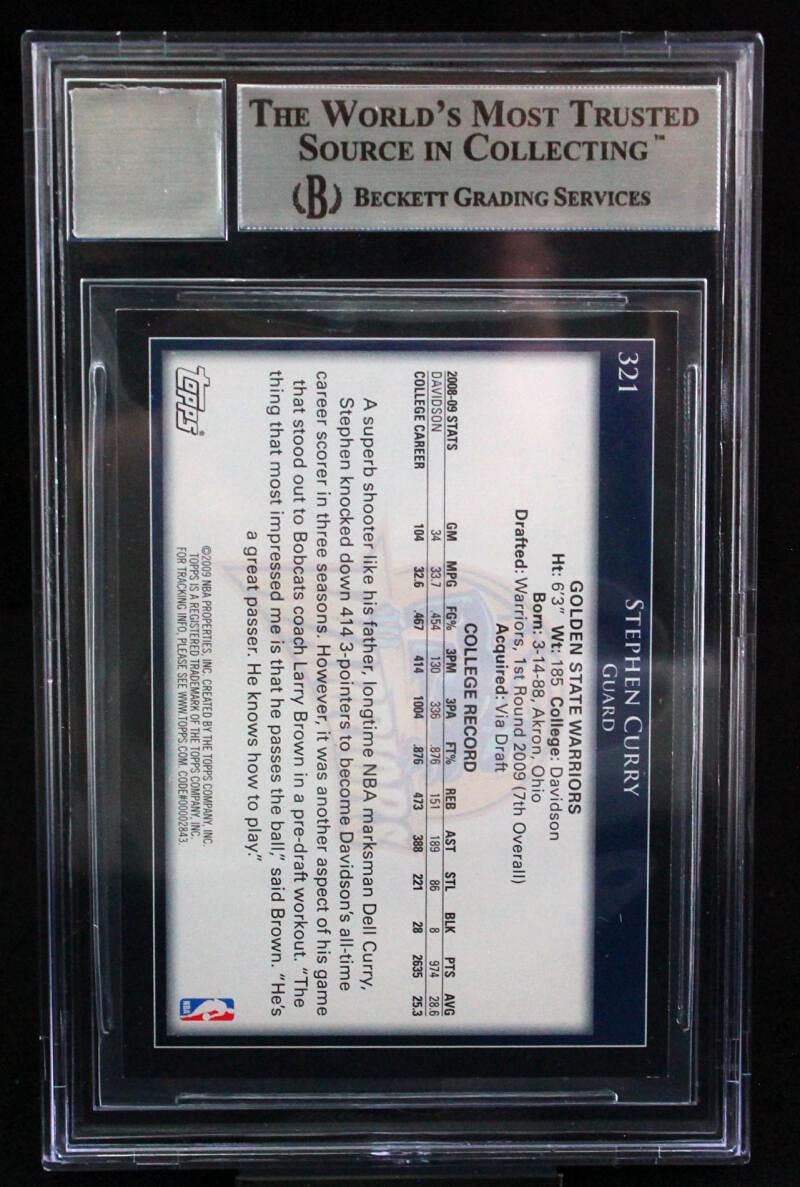 THE WORLD'S MOST TRUSTED
SOURCE IN COLLECTING™
(B) BECKETT GRADING SERVICES
321
STEPHEN CURRY
GUARD
GOLDEN STATE WARRIORS
Ht: 6'3" Wt: 185 College: Davidson
Born: 3-14-88, Akron, Ohio
Drafted: Warriors, 1st Round 2009 (7th Overall)
Acquired: Via Draft
COLLEGE RECORD
2008-09 STATS GM MPG FG% 3PM 3PA FT% REB AST STL BLK PTS AVG
DAVIDSON 34 33.7 .454 130 336 .876 151 189 86 8 974 28.6
COLLEGE CAREER 104 32.6 .467 414 1004 .876 473 388 221 28 2635 25.3
A superb shooter like his father, longtime NBA marksman Dell Curry,
Stephen knocked down 414 3-pointers to become Davidson's all-time
career scorer in three seasons. However, it was another aspect of his game
that stood out to Bobcats coach Larry Brown in a pre-draft workout. "The
thing that most impressed me is that he passes the ball," said Brown. "He's
a great passer. He knows how to play."
topps®
©2009 NBA PROPERTIES, INC. CREATED BY THE TOPPS COMPANY, INC.
TOPPS IS A REGISTERED TRADEMARK OF THE TOPPS COMPANY, INC.
FOR TRACKING INFO, PLEASE SEE WWW.TOPPS.COM. CODE#00002843.
NBA